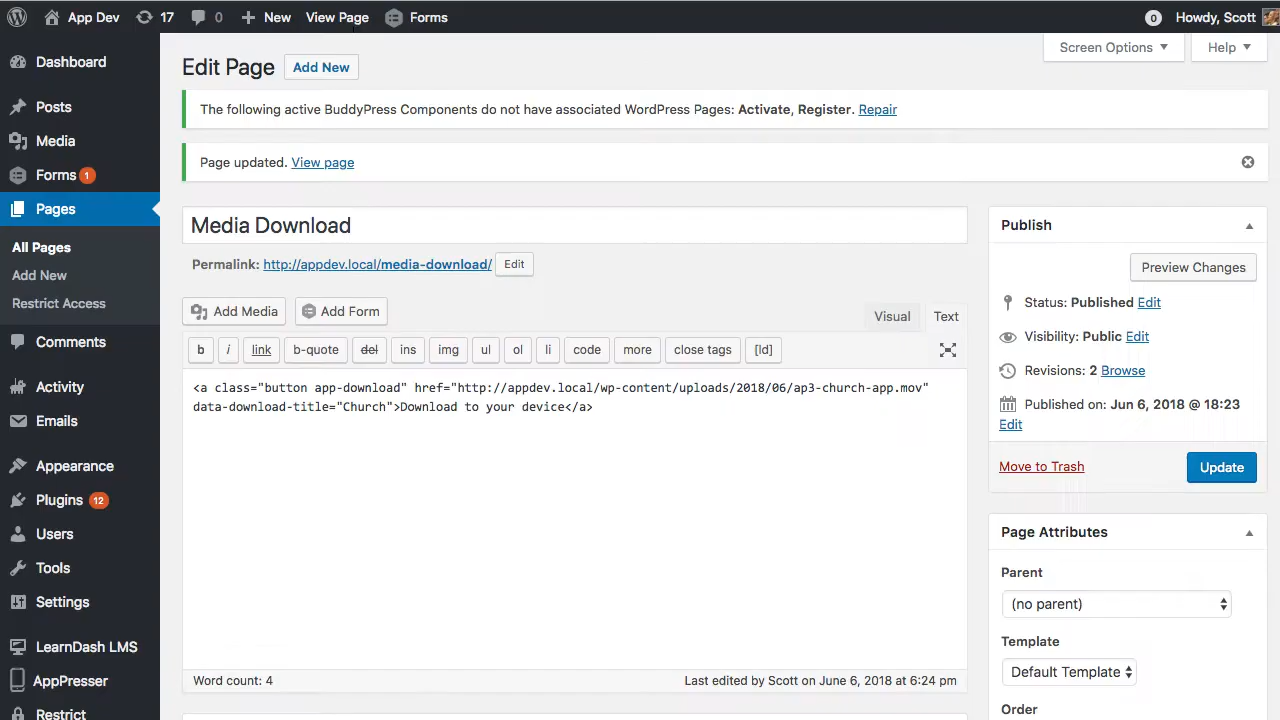 App Dev 17 0 New View Page Forms 0 Howdy, Scott
Screen Options Help
Dashboard
Posts
Media
Forms 1
Pages
All Pages
Add New
Restrict Access
Comments
Activity
Emails
Appearance
Plugins 12
Users
Tools
Settings
LearnDash LMS
AppPresser
Restrict
Edit Page Add New
The following active BuddyPress Components do not have associated WordPress Pages: Activate, Register. Repair
Page updated. View page
Media Download
Permalink: http://appdev.local/media-download/ Edit
Add Media Add Form
Visual Text
b i link b-quote del ins img ul ol li code more close tags [ld]
<a class="button app-download" href="http://appdev.local/wp-content/uploads/2018/06/ap3-church-app.mov"
data-download-title="Church">Download to your device</a>
Word count: 4 Last edited by Scott on June 6, 2018 at 6:24 pm
Publish
Preview Changes
Status: Published Edit
Visibility: Public Edit
Revisions: 2 Browse
Published on: Jun 6, 2018 @ 18:23
Edit
Move to Trash Update
Page Attributes
Parent
(no parent)
Template
Default Template
Order